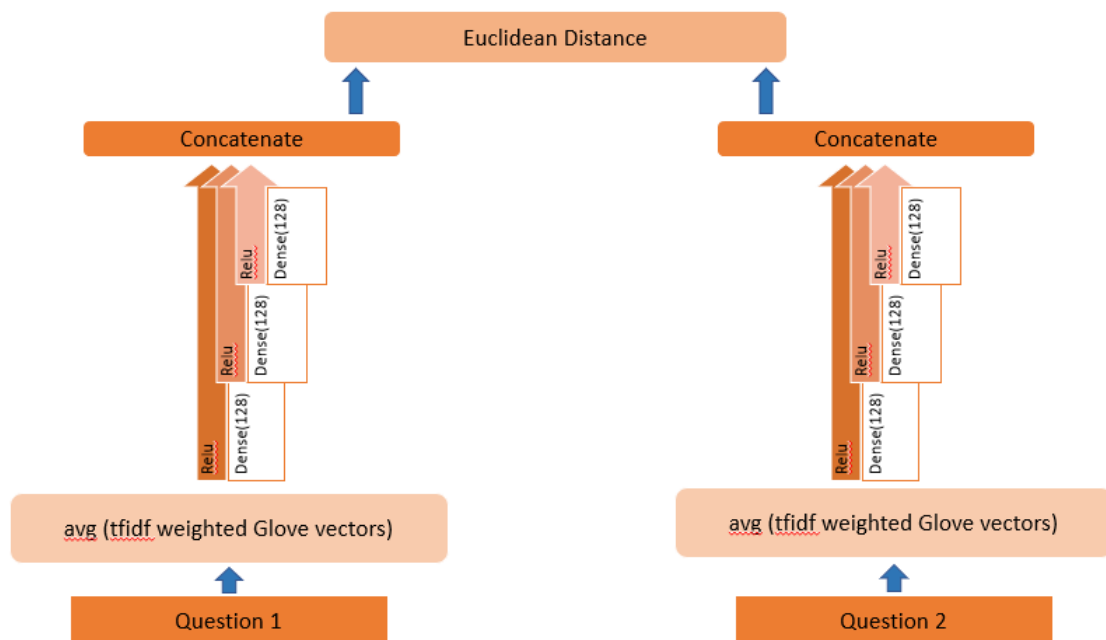 Euclidean Distance
Concatenate
Concatenate
Relu
Dense(128)
Relu
Dense(128)
Relu
Dense(128)
Relu
Dense(128)
Relu
Dense(128)
Relu
Dense(128)
avg (tfidf weighted Glove vectors)
avg (tfidf weighted Glove vectors)
Question 1
Question 2